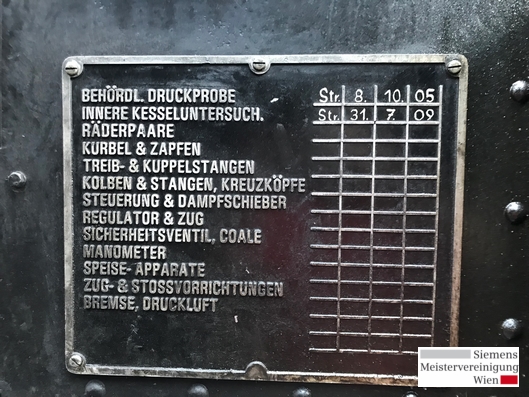 BEHÖRDL. DRUCKPROBE Str. 8. 10. 05
INNERE KESSELUNTERSUCH. Str. 31. 7 09
RÄDERPAARE
KURBEL & ZAPFEN
TREIB- & KUPPELSTANGEN
KOLBEN & STANGEN, KREUZKÖPFE
STEUERUNG & DAMPFSCHIEBER
REGULATOR & ZUG
SICHERHEITSVENTIL, COALE
MANOMETER
SPEISE- APPARATE
ZUG- & STOSSVORRICHTUNGEN
BREMSE, DRUCKLUFT
Siemens
Meistervereinigung
Wien